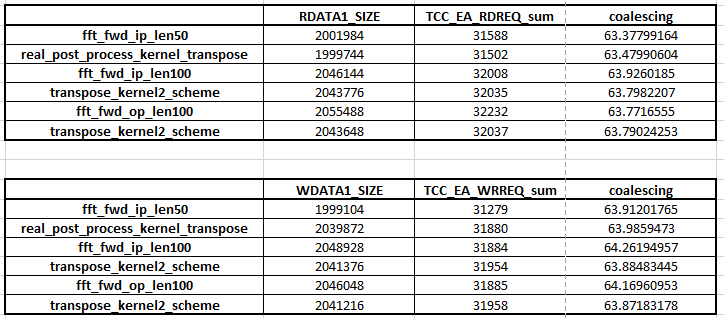 RDATA1_SIZE TCC_EA_RDREQ_sum coalescing
fft_fwd_ip_len50 2001984 31588 63.37799164
real_post_process_kernel_transpose 1999744 31502 63.47990604
fft_fwd_ip_len100 2046144 32008 63.9260185
transpose_kernel2_scheme 2043776 32035 63.7982207
fft_fwd_op_len100 2055488 32232 63.7716555
transpose_kernel2_scheme 2043648 32037 63.79024253
WDATA1_SIZE TCC_EA_WRREQ_sum coalescing
fft_fwd_ip_len50 1999104 31279 63.91201765
real_post_process_kernel_transpose 2039872 31880 63.9859473
fft_fwd_ip_len100 2048928 31884 64.26194957
transpose_kernel2_scheme 2041376 31954 63.88483445
fft_fwd_op_len100 2046048 31885 64.16960953
transpose_kernel2_scheme 2041216 31958 63.87183178